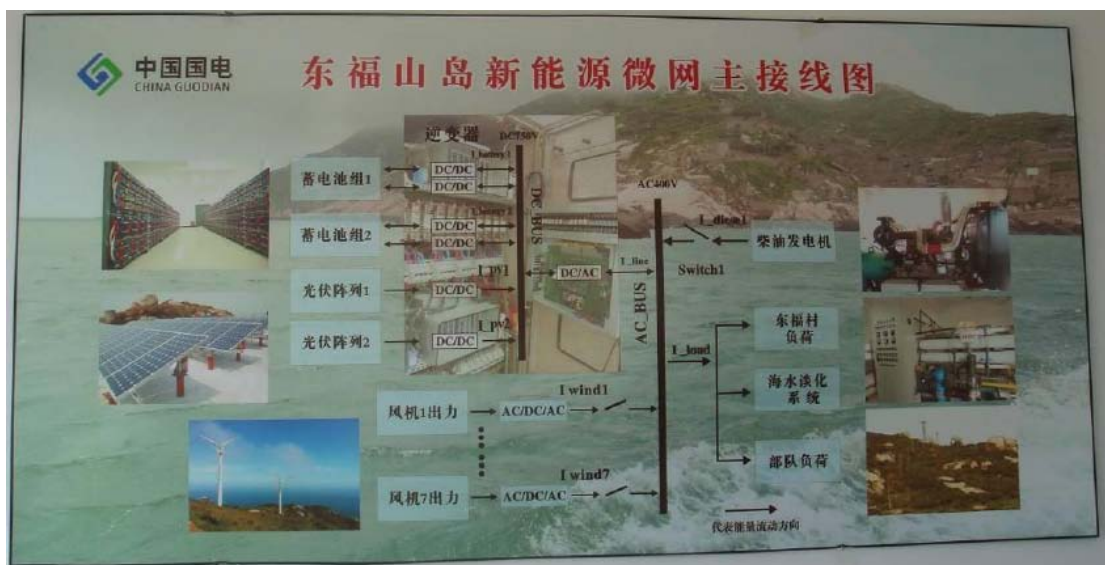 中国国电
CHINA GUODIAN
东福山岛新能源微网主接线图
逆变器
DC750V
I_battery1
蓄电池组1
DC/DC
DC/DC
DC_BUS
蓄电池组2
DC/DC
DC/DC
I_pv1
光伏阵列1
DC/DC
I_pv2
光伏阵列2
DC/DC
DC/AC
I_line
AC400V
AC_BUS
I_diesel
柴油发电机
Switch1
I_load
东福村
负荷
海水淡化
系统
部队负荷
I wind1
风机1出力
AC/DC/AC
I wind7
风机7出力
AC/DC/AC
代表能量流动方向